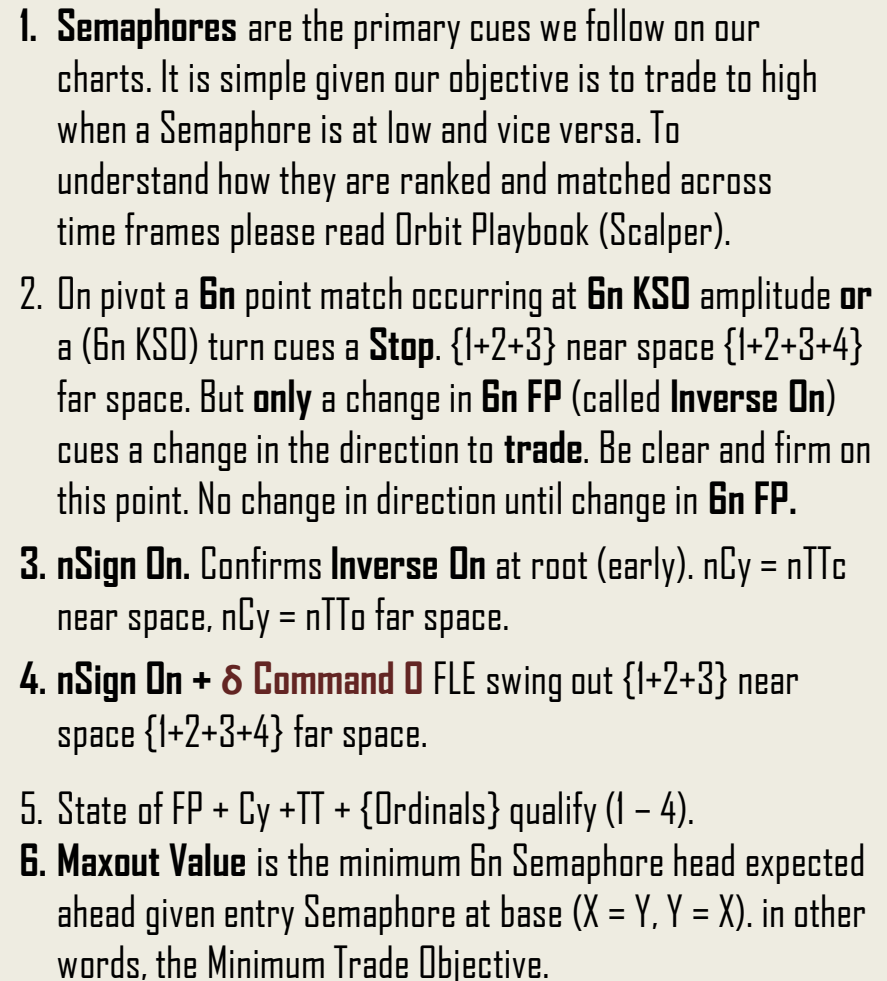 1. Semaphores are the primary cues we follow on our
charts. It is simple given our objective is to trade to high
when a Semaphore is at low and vice versa. To
understand how they are ranked and matched across
time frames please read Orbit Playbook (Scalper).
2. On pivot a 6n point match occurring at 6n KSO amplitude or
a (6n KSO) turn cues a Stop. {1+2+3} near space {1+2+3+4}
far space. But only a change in 6n FP (called Inverse On)
cues a change in the direction to trade. Be clear and firm on
this point. No change in direction until change in 6n FP.
3. nSign On. Confirms Inverse On at root (early). nCy = nTTc
near space, nCy = nTTo far space.
4. nSign On + δ Command O FLE swing out {1+2+3} near
space {1+2+3+4} far space.
5. State of FP + Cy +TT + {Ordinals} qualify (1 – 4).
6. Maxout Value is the minimum 6n Semaphore head expected
ahead given entry Semaphore at base (X = Y, Y = X). in other
words, the Minimum Trade Objective.